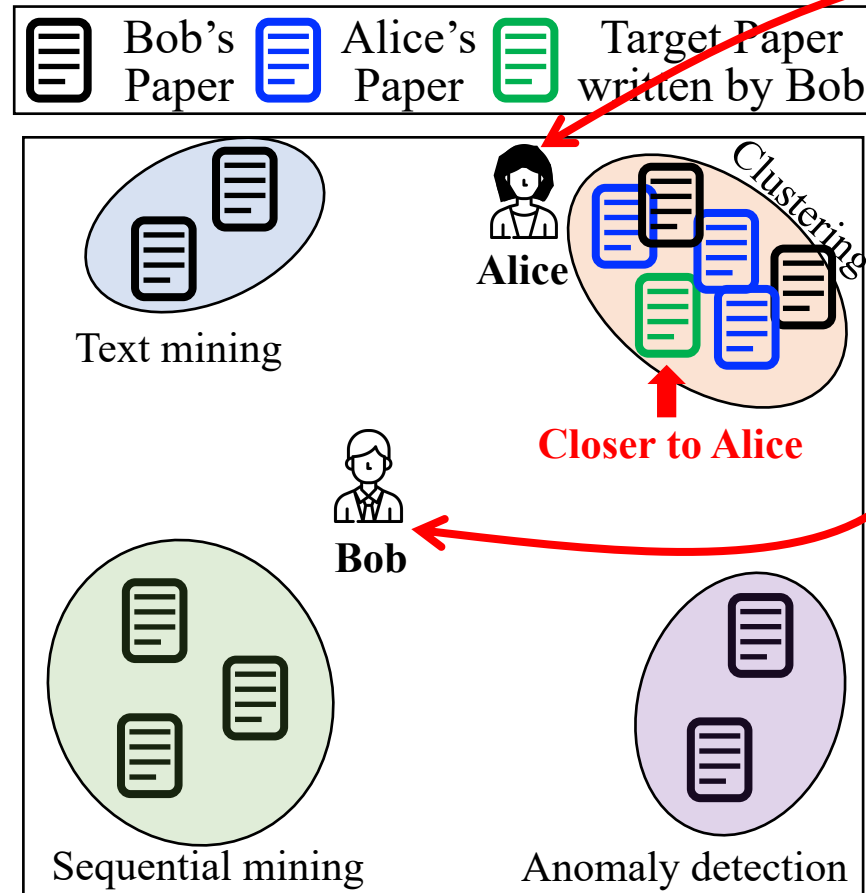 Bob's Paper
Alice's Paper
Target Paper written by Bob
Clustering
Alice
Text mining
Closer to Alice
Bob
Sequential mining
Anomaly detection